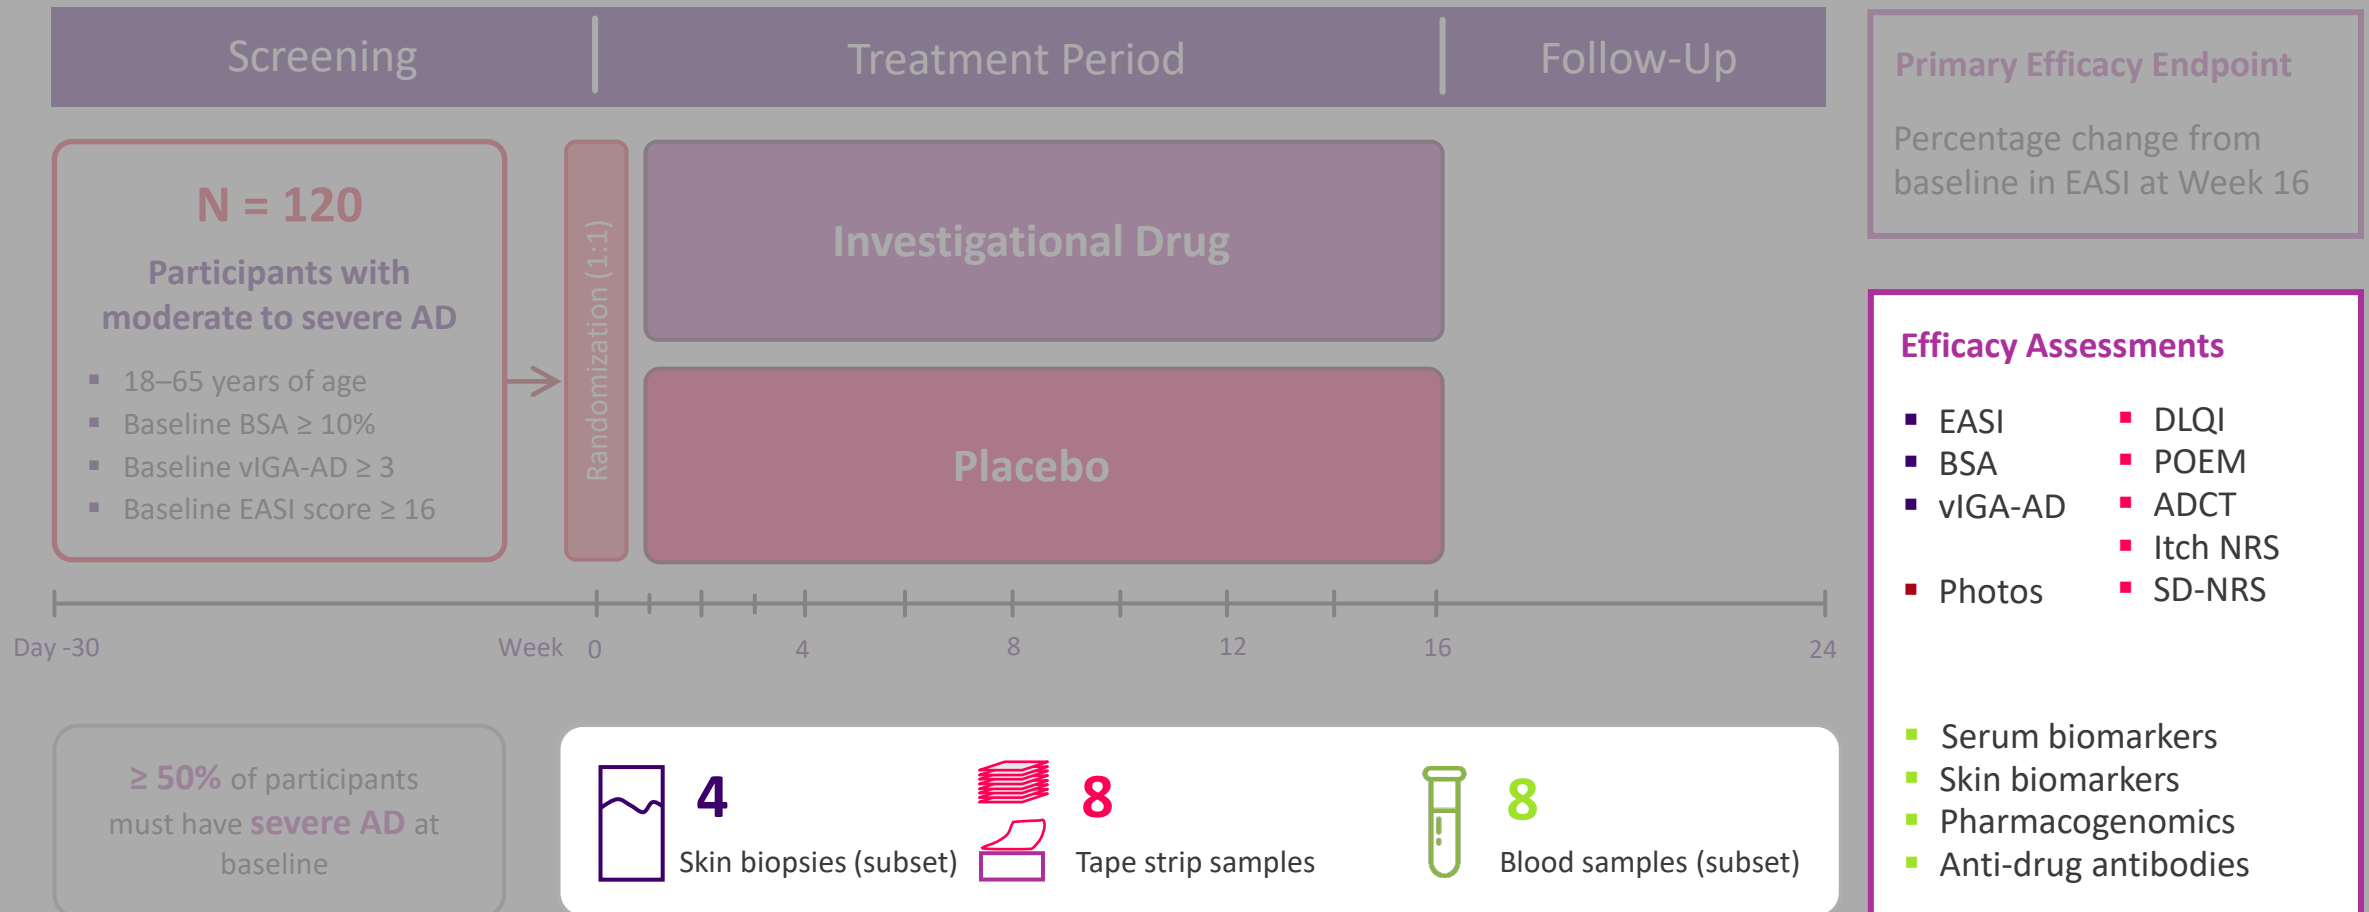 Screening
Treatment Period
Follow-Up
N = 120
Participants with
moderate to severe AD
▪ 18–65 years of age
▪ Baseline BSA ≥ 10%
▪ Baseline vIGA-AD ≥ 3
▪ Baseline EASI score ≥ 16
Randomization (1:1)
Investigational Drug
Placebo
Day -30
Week 0
4
8
12
16
24
≥ 50% of participants
must have severe AD at
baseline
4
Skin biopsies (subset)
8
Tape strip samples
8
Blood samples (subset)
Primary Efficacy Endpoint
Percentage change from
baseline in EASI at Week 16
Efficacy Assessments
▪ EASI
▪ BSA
▪ vIGA-AD
▪ Photos
▪ DLQI
▪ POEM
▪ ADCT
▪ Itch NRS
▪ SD-NRS
▪ Serum biomarkers
▪ Skin biomarkers
▪ Pharmacogenomics
▪ Anti-drug antibodies